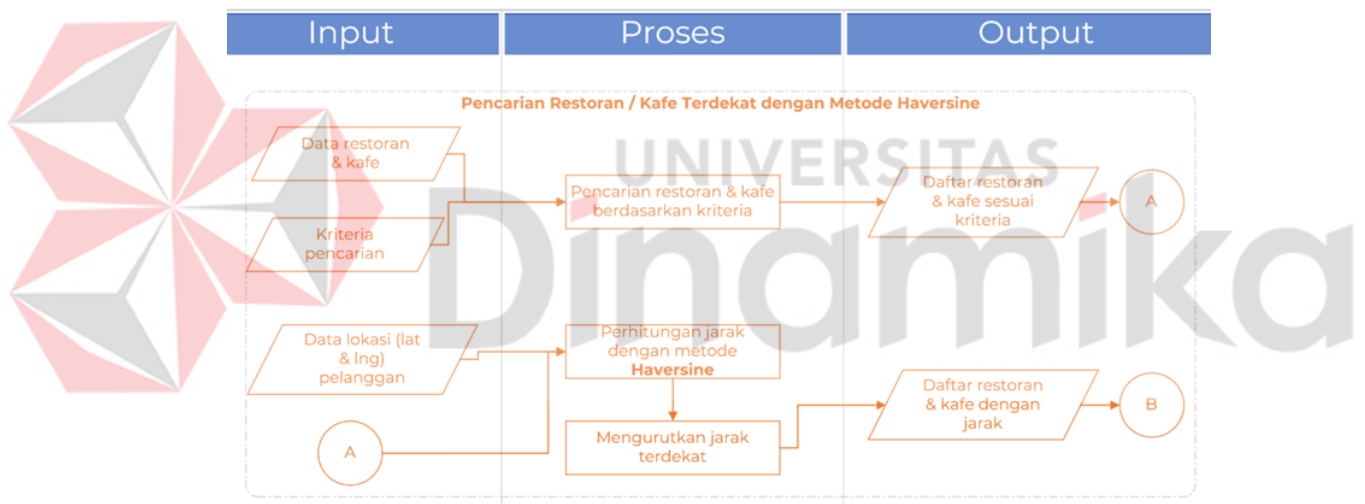 Input
Proses
Output
Pencarian Restoran / Kafe Terdekat dengan Metode Haversine
UNIVERSITAS
Dinamika
Data restoran
& kafe
Kriteria
pencarian
Pencarian restoran & kafe
berdasarkan kriteria
Daftar restoran
& kafe sesuai
kriteria
A
Data lokasi (lat
& lng)
pelanggan
A
Perhitungan jarak
dengan metode
Haversine
Mengurutkan jarak
terdekat
Daftar restoran
& kafe dengan
jarak
B